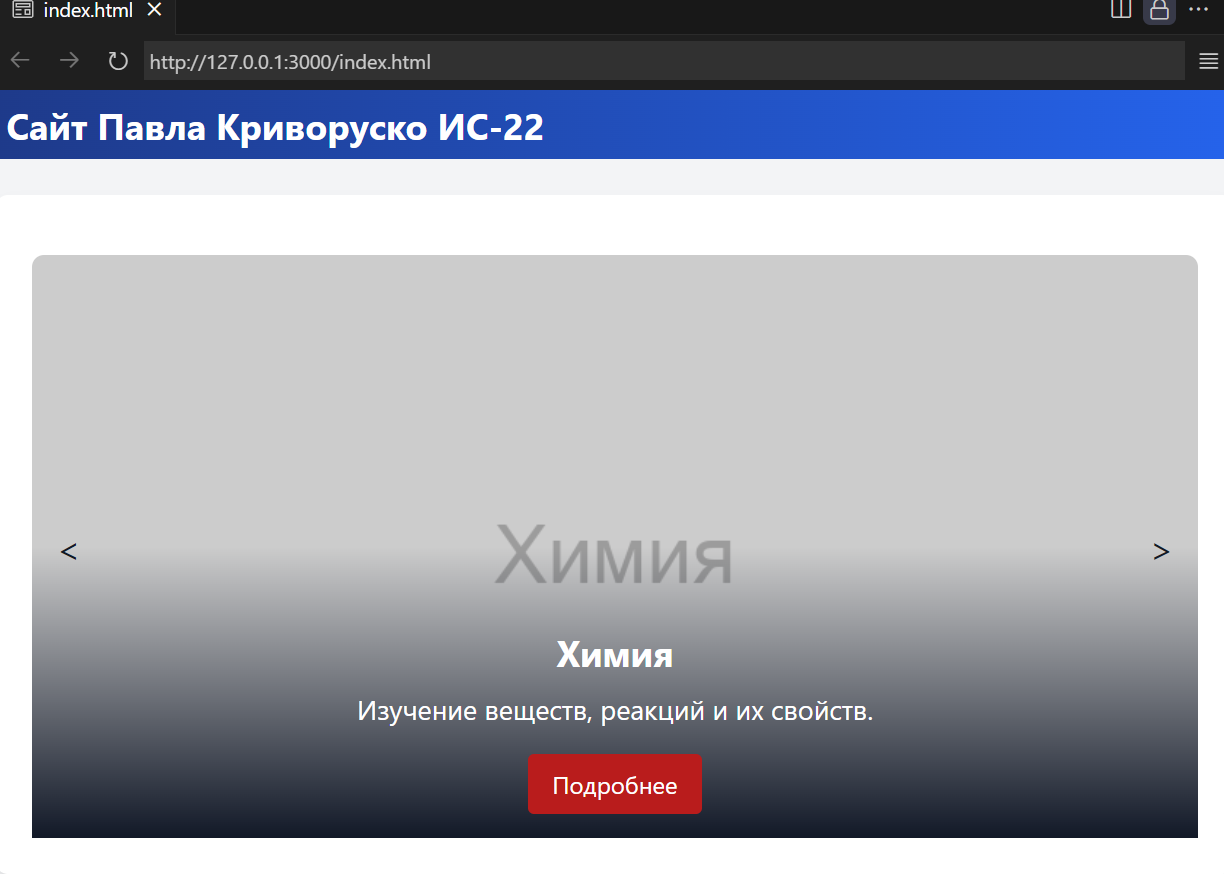 index.html
http://127.0.0.1:3000/index.html
Сайт Павла Криворуско ИС-22
Химия
< >
Химия
Изучение веществ, реакций и их свойств.
Подробнее